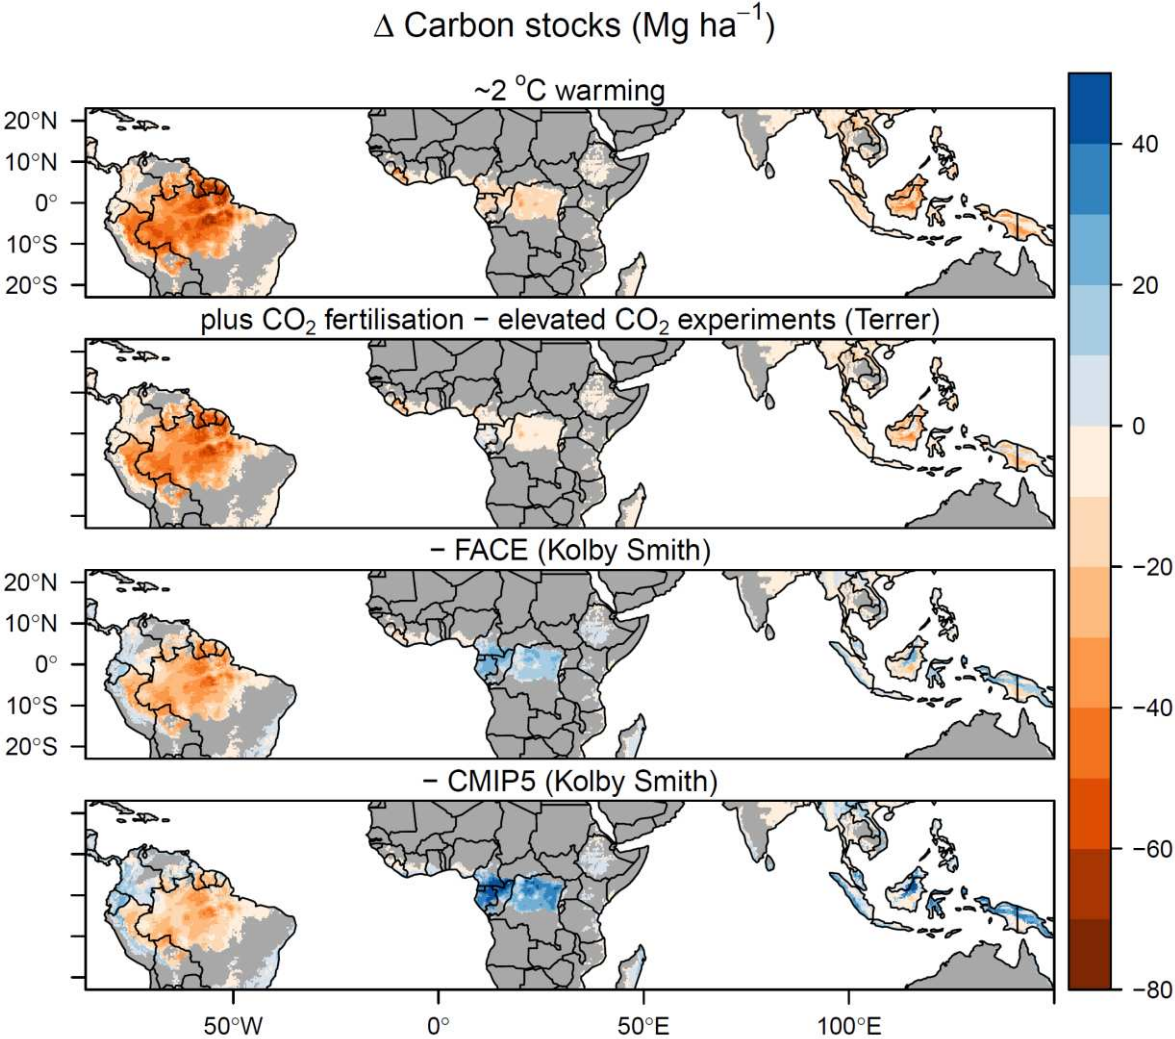 Δ Carbon stocks (Mg ha⁻¹)
~2 °C warming
20°N
10°N
0°
10°S
20°S
plus CO₂ fertilisation − elevated CO₂ experiments (Terrer)
− FACE (Kolby Smith)
20°N
10°N
0°
10°S
20°S
− CMIP5 (Kolby Smith)
50°W
0°
50°E
100°E
40
20
0
−20
−40
−60
−80